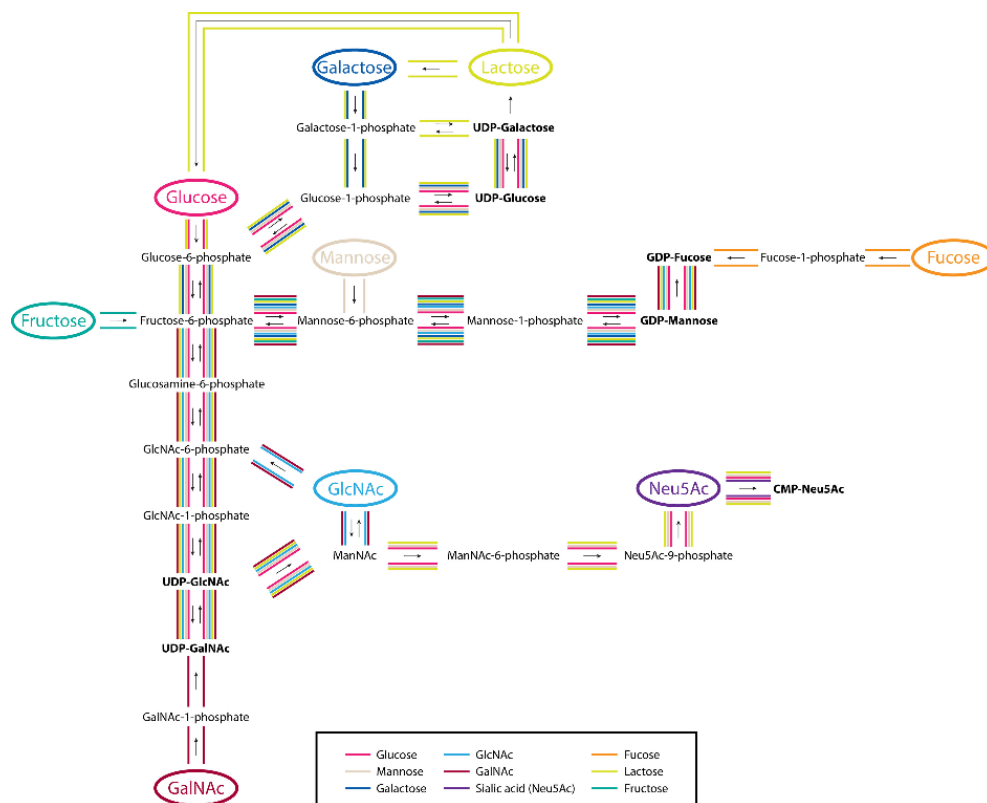 Galactose
Lactose
Galactose-1-phosphate
UDP-Galactose
Glucose
Glucose-1-phosphate
UDP-Glucose
Glucose-6-phosphate
Mannose
GDP-Fucose
Fucose-1-phosphate
Fucose
Fructose
Fructose-6-phosphate
Mannose-6-phosphate
Mannose-1-phosphate
GDP-Mannose
Glucosamine-6-phosphate
GlcNAc-6-phosphate
GlcNAc
Neu5Ac
CMP-Neu5Ac
GlcNAc-1-phosphate
ManNAc
ManNAc-6-phosphate
Neu5Ac-9-phosphate
UDP-GlcNAc
UDP-GalNAc
GalNAc-1-phosphate
GalNAc
Glucose
GlcNAc
Fucose
Mannose
GalNAc
Lactose
Galactose
Sialic acid (Neu5Ac)
Fructose